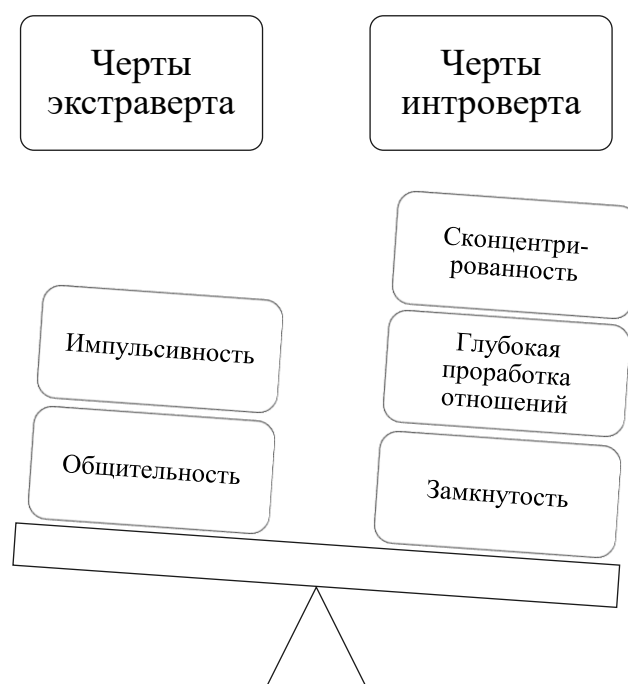 Черты
экстраверта
Черты
интроверта
Сконцентри-
рованность
Импульсивность
Глубокая
проработка
отношений
Общительность
Замкнутость